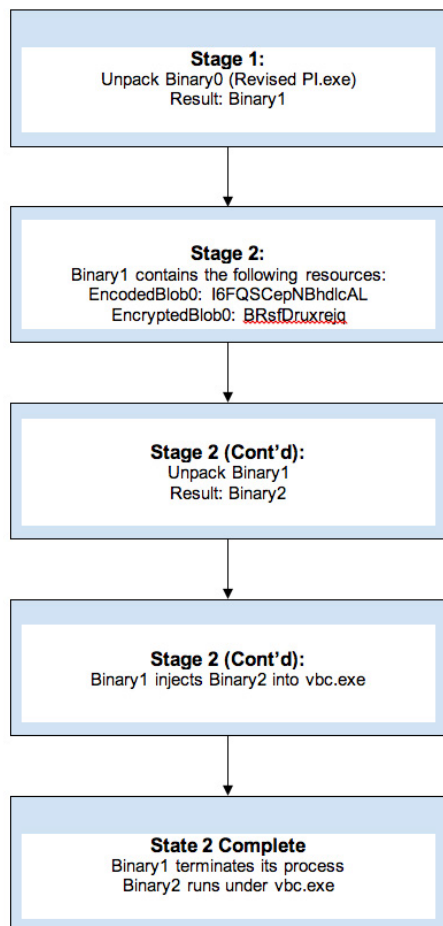 Stage 1:
Unpack Binary0 (Revised PI.exe)
Result: Binary1
Stage 2:
Binary1 contains the following resources:
EncodedBlob0: I6FQSCepNBhdlcAL
EncryptedBlob0: BRsfDruxrejq
Stage 2 (Cont’d):
Unpack Binary1
Result: Binary2
Stage 2 (Cont’d):
Binary1 injects Binary2 into vbc.exe
State 2 Complete
Binary1 terminates its process
Binary2 runs under vbc.exe